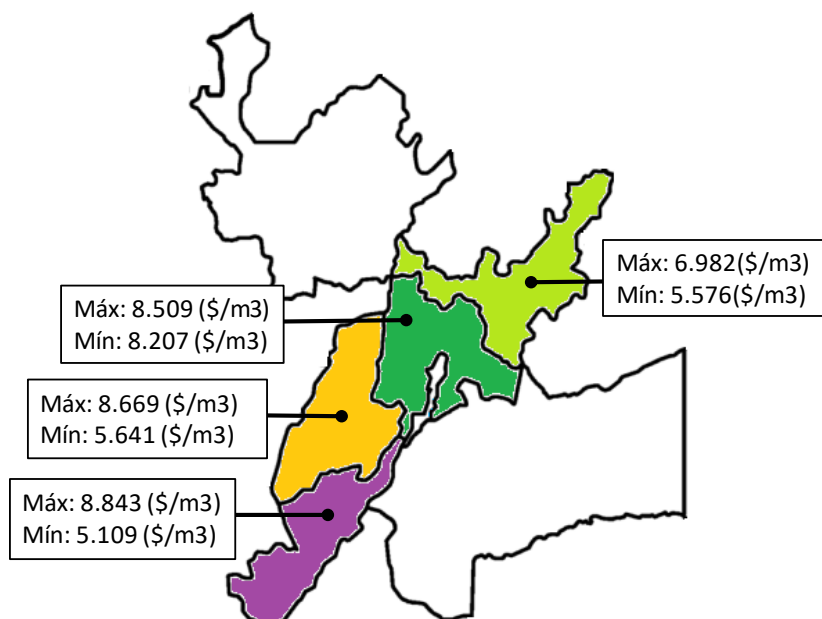 Máx: 6.982($/m3)
Mín: 5.576($/m3)
Máx: 8.509 ($/m3)
Mín: 8.207 ($/m3)
Máx: 8.669 ($/m3)
Mín: 5.641 ($/m3)
Máx: 8.843 ($/m3)
Mín: 5.109 ($/m3)